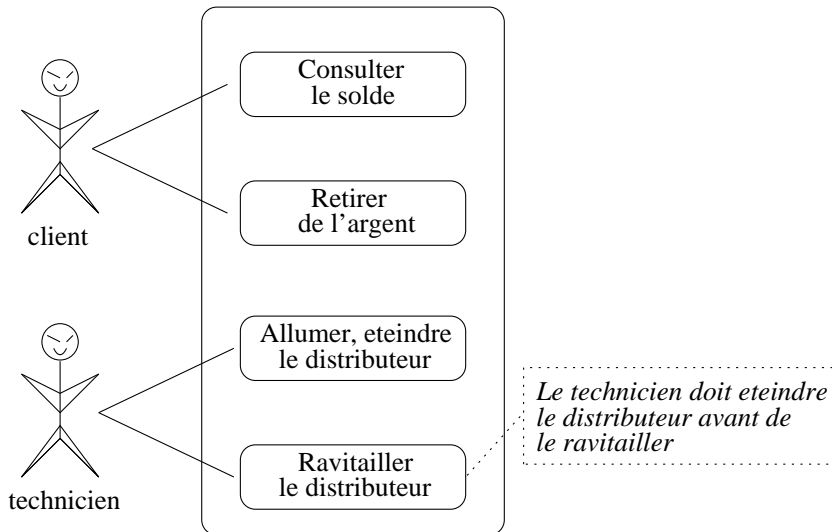 Consulter
le solde
Retirer
de l'argent
client
Allumer, eteindre
le distributeur
Le technicien doit eteindre
le distributeur avant de
le ravitailler
Ravitailler
le distributeur
technicien